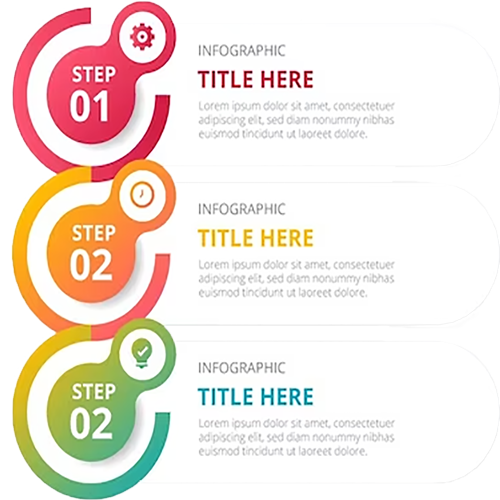 STEP
01
INFOGRAPHIC
TITLE HERE
Lorem ipsum dolor sit amet, consectetuer
adipiscing elit, sed diam nonummy nibhas
euismod tincidunt ut laoreet dolore.
STEP
02
INFOGRAPHIC
TITLE HERE
Lorem ipsum dolor sit amet, consectetuer
adipiscing elit, sed diam nonummy nibhas
euismod tincidunt ut laoreet dolore.
STEP
02
INFOGRAPHIC
TITLE HERE
Lorem ipsum dolor sit amet, consectetuer
adipiscing elit, sed diam nonummy nibhas
euismod tincidunt ut laoreet dolore.